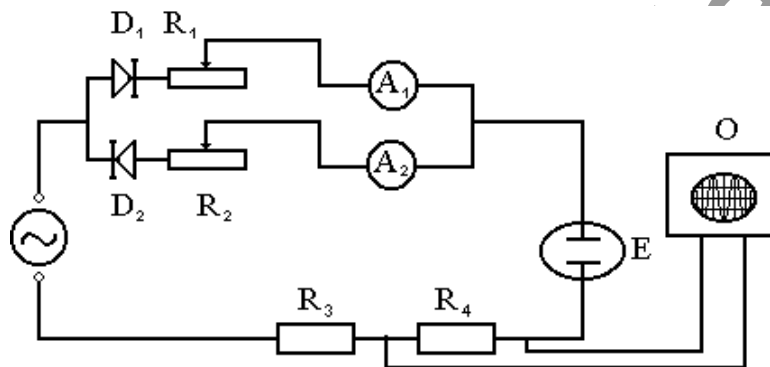 D₁ R₁
A₁
D₂ R₂
A₂
O
E
R₃ R₄